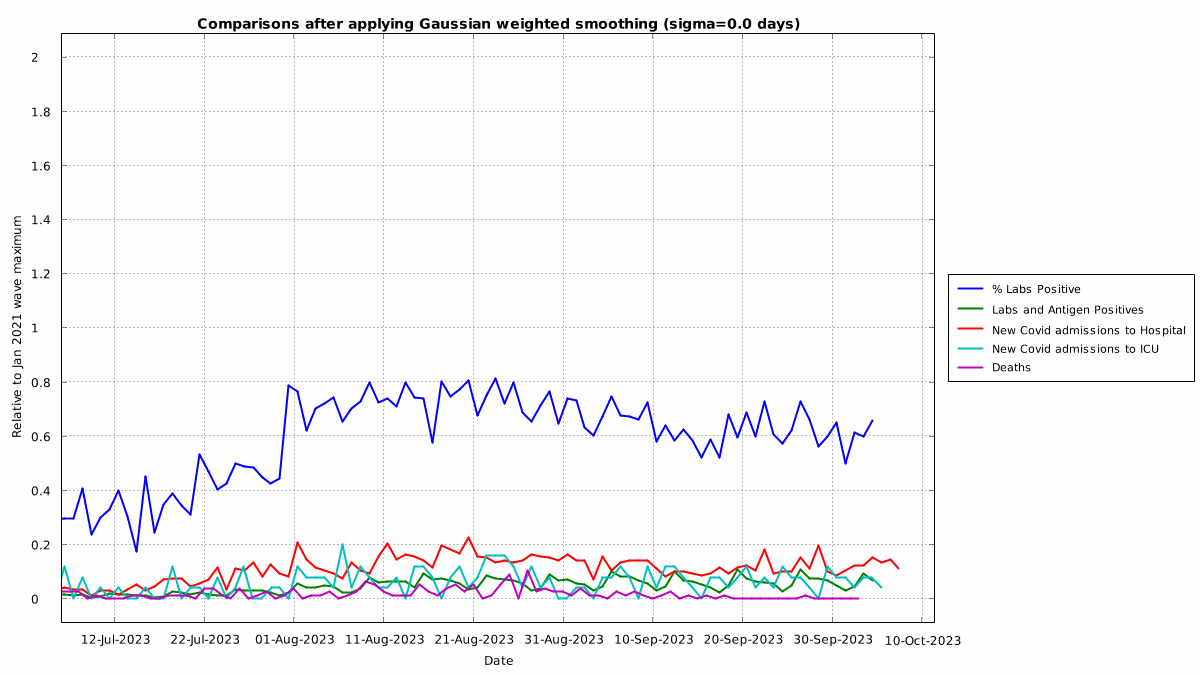 Comparisons after applying Gaussian weighted smoothing (sigma=0.0 days)
Relative to Jan 2021 wave maximum
2
1.8
1.6
1.4
1.2
1
0.8
0.6
0.4
0.2
0
12-Jul-2023 22-Jul-2023 01-Aug-2023 11-Aug-2023 21-Aug-2023 31-Aug-2023 10-Sep-2023 20-Sep-2023 30-Sep-2023 10-Oct-2023
Date
% Labs Positive
Labs and Antigen Positives
New Covid admissions to Hospital
New Covid admissions to ICU
Deaths